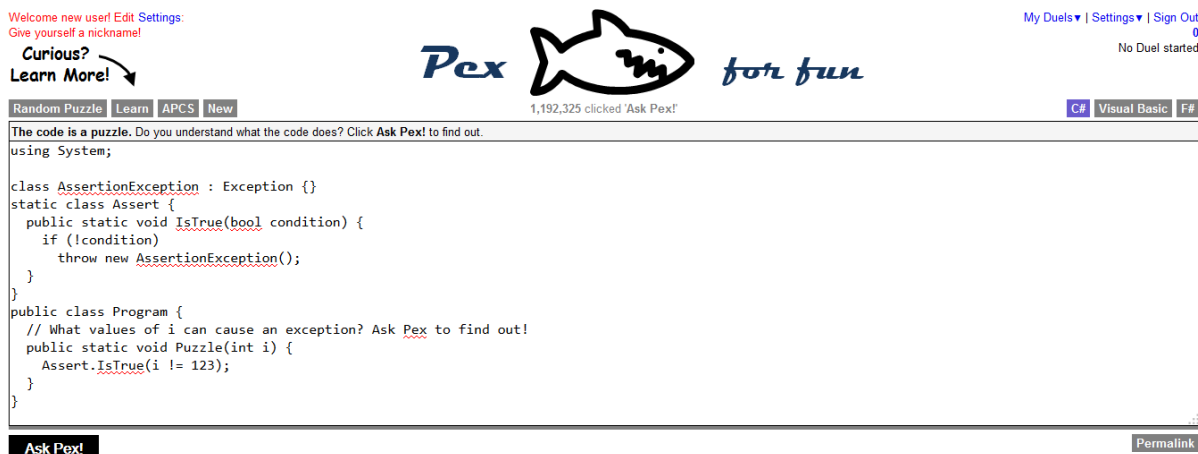 Welcome new user! Edit Settings:
Give yourself a nickname!
Curious?
Learn More!
Pex for fun
My Duels▼ | Settings▼ | Sign Out
0
No Duel started
Random Puzzle Learn APCS New
1,192,325 clicked 'Ask Pex!'
C# Visual Basic F#
The code is a puzzle. Do you understand what the code does? Click Ask Pex! to find out.
using System;

class AssertionException : Exception {}
static class Assert {
  public static void IsTrue(bool condition) {
    if (!condition)
      throw new AssertionException();
  }
}
public class Program {
  // What values of i can cause an exception? Ask Pex to find out!
  public static void Puzzle(int i) {
    Assert.IsTrue(i != 123);
  }
}
Ask Pex!
Permalink